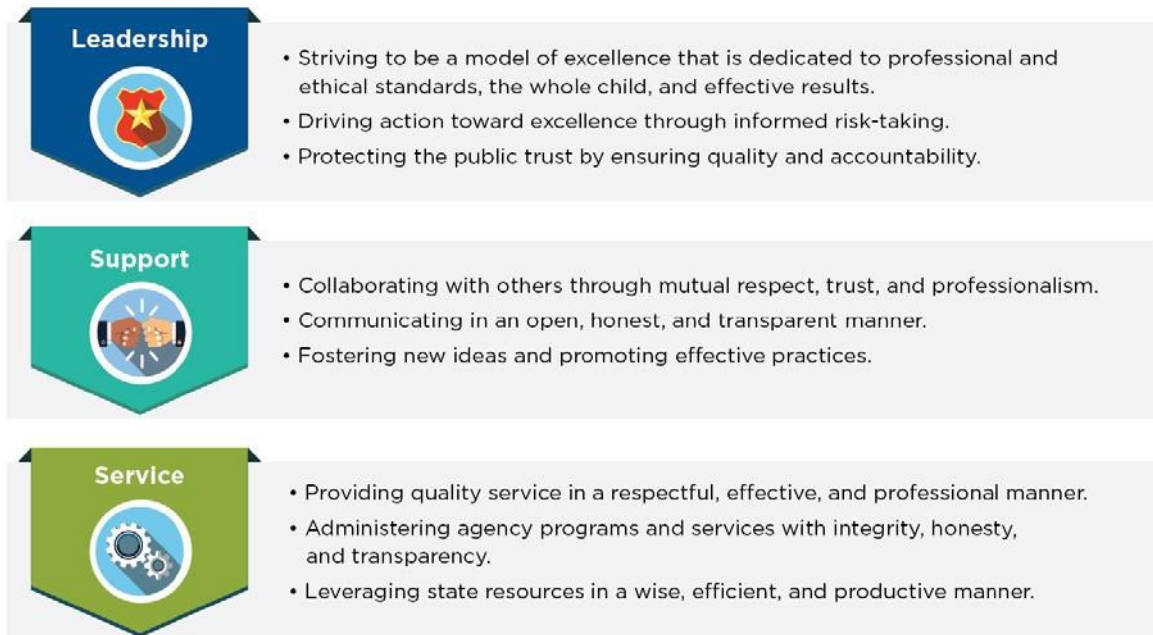 Leadership
• Striving to be a model of excellence that is dedicated to professional and
ethical standards, the whole child, and effective results.
• Driving action toward excellence through informed risk-taking.
• Protecting the public trust by ensuring quality and accountability.
Support
• Collaborating with others through mutual respect, trust, and professionalism.
• Communicating in an open, honest, and transparent manner.
• Fostering new ideas and promoting effective practices.
Service
• Providing quality service in a respectful, effective, and professional manner.
• Administering agency programs and services with integrity, honesty,
and transparency.
• Leveraging state resources in a wise, efficient, and productive manner.